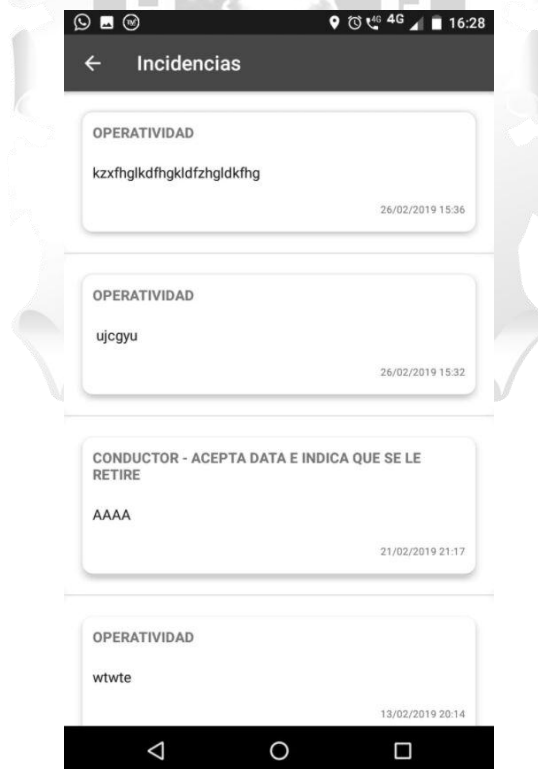 4G 4G 16:28
Incidencias
OPERATIVIDAD
kzxfhglkdfhgkldfzhgldkfhg
26/02/2019 15:36
OPERATIVIDAD
ujcgyu
26/02/2019 15:32
CONDUCTOR - ACEPTA DATA E INDICA QUE SE LE
RETIRE
AAAA
21/02/2019 21:17
OPERATIVIDAD
wtwte
13/02/2019 20:14